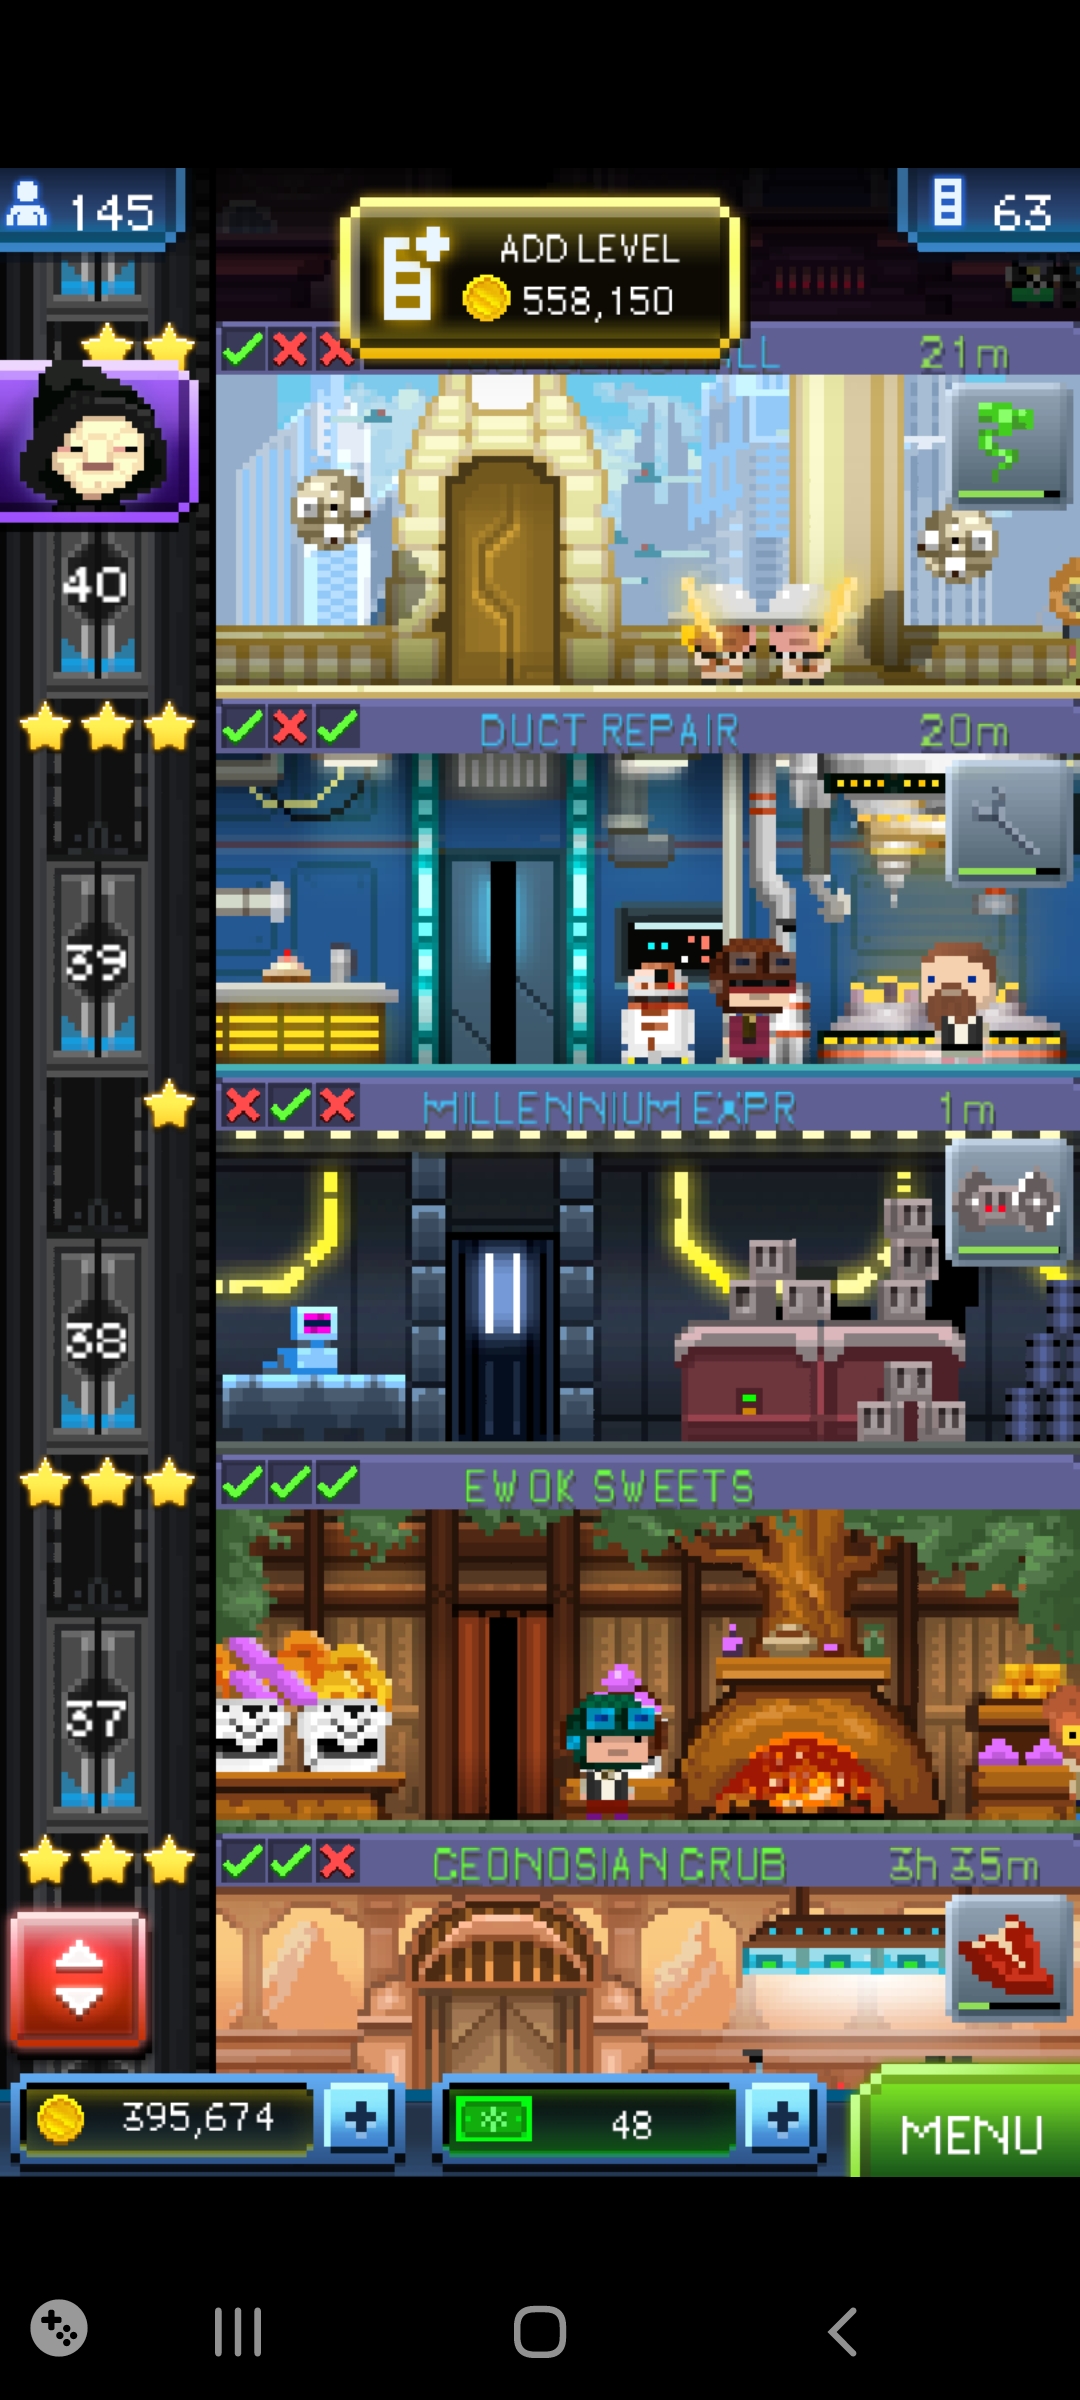 145
63
ADD LEVEL
558,150
21m
40
DUCT REPAIR
20m
39
MILLENNIUM EXPR
1m
38
EWOK SWEETS
37
GEONOSIAN GRUB
3h 35m
395,674
48
MENU